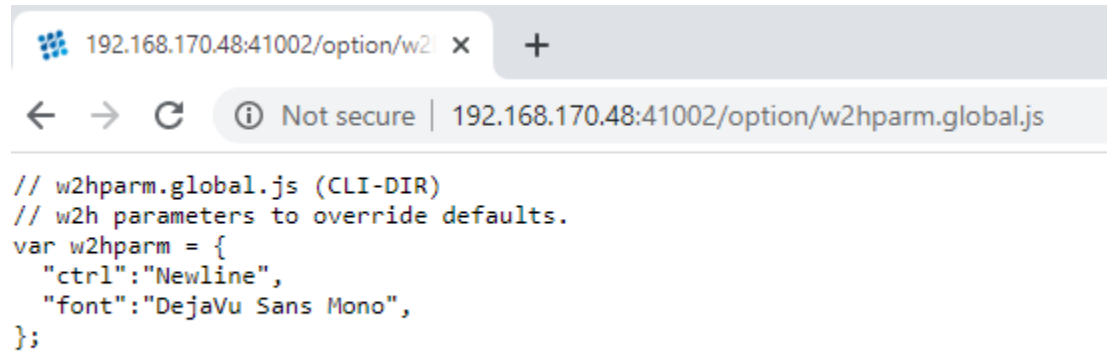 192.168.170.48:41002/option/w2
Not secure | 192.168.170.48:41002/option/w2hparm.global.js
// w2hparm.global.js (CLI-DIR)
// w2h parameters to override defaults.
var w2hparm = {
  "ctrl":"Newline",
  "font":"DejaVu Sans Mono",
};